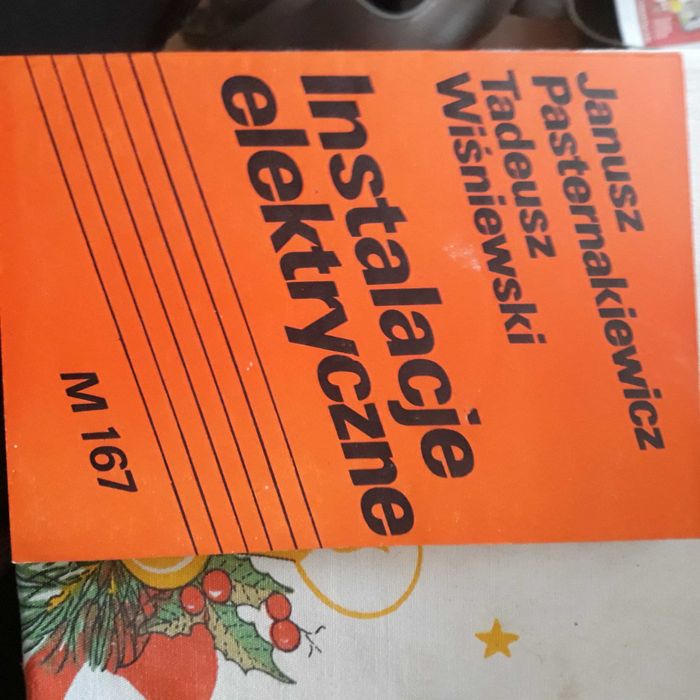 Janusz
Pasternakiewicz
Tadeusz
Wiśniewski
Instalacje
elektryczne
M 167